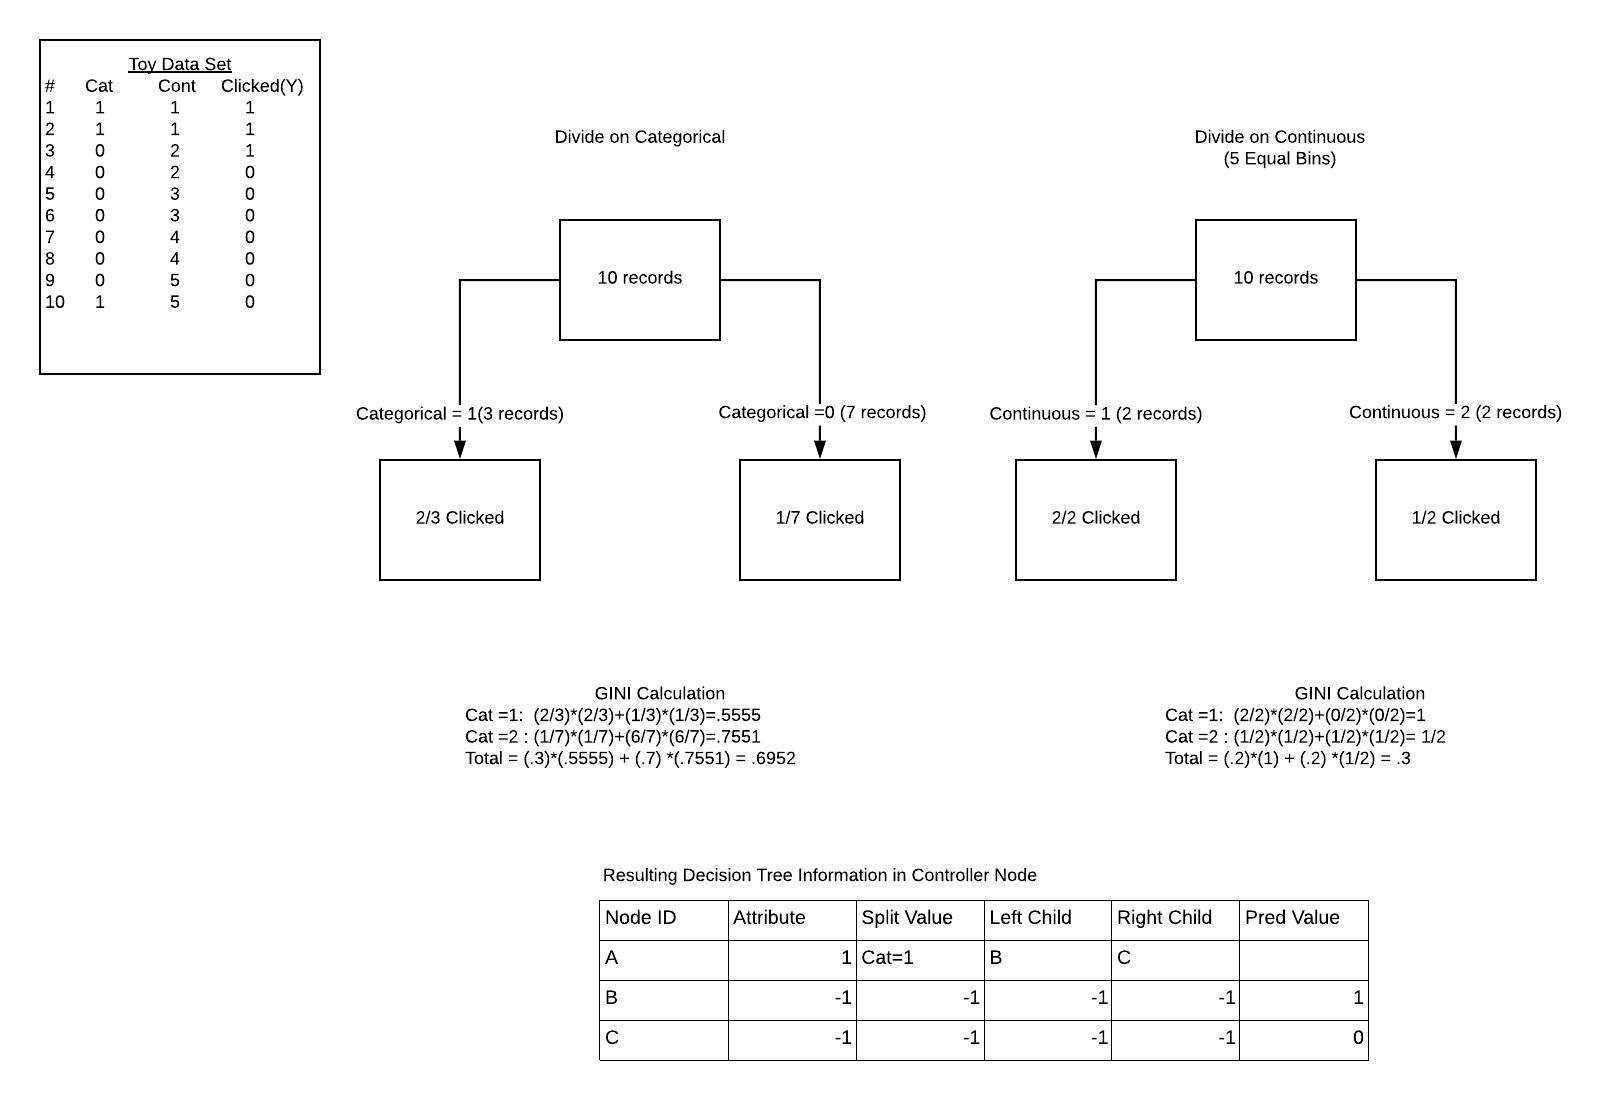 Toy Data Set
# Cat Cont Clicked(Y)
1 1 1 1
2 1 1 1
3 0 2 1
4 0 2 0
5 0 3 0
6 0 3 0
7 0 4 0
8 0 4 0
9 0 5 0
10 1 5 0
Divide on Categorical
10 records
Categorical = 1(3 records)
Categorical =0 (7 records)
2/3 Clicked
1/7 Clicked
Divide on Continuous
(5 Equal Bins)
10 records
Continuous = 1 (2 records)
Continuous = 2 (2 records)
2/2 Clicked
1/2 Clicked
GINI Calculation
Cat =1: (2/3)*(2/3)+(1/3)*(1/3)=.5555
Cat =2 : (1/7)*(1/7)+(6/7)*(6/7)=.7551
Total = (.3)*(.5555) + (.7) *(.7551) = .6952
GINI Calculation
Cat =1: (2/2)*(2/2)+(0/2)*(0/2)=1
Cat =2 : (1/2)*(1/2)+(1/2)*(1/2)= 1/2
Total = (.2)*(1) + (.2) *(1/2) = .3
Resulting Decision Tree Information in Controller Node
Node ID Attribute Split Value Left Child Right Child Pred Value
A 1 Cat=1 B C
B -1 -1 -1 -1 1
C -1 -1 -1 -1 0